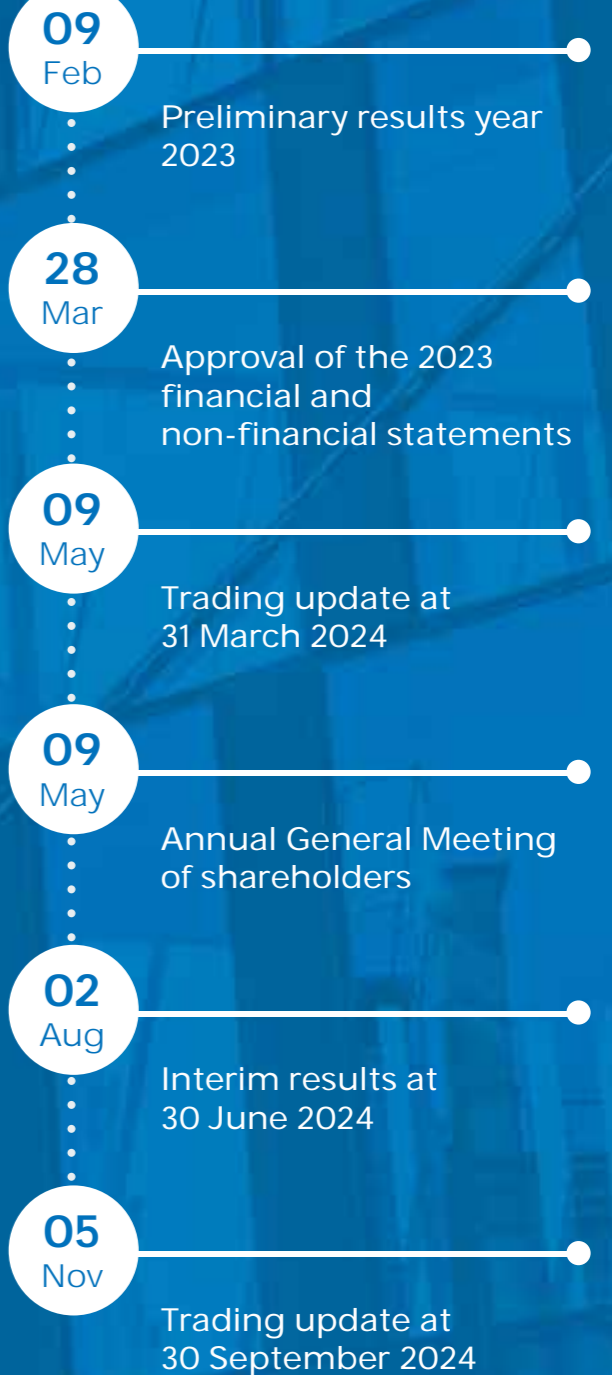 09
Feb
Preliminary results year
2023
28
Mar
Approval of the 2023
financial and
non-financial statements
09
May
Trading update at
31 March 2024
09
May
Annual General Meeting
of shareholders
02
Aug
Interim results at
30 June 2024
05
Nov
Trading update at
30 September 2024